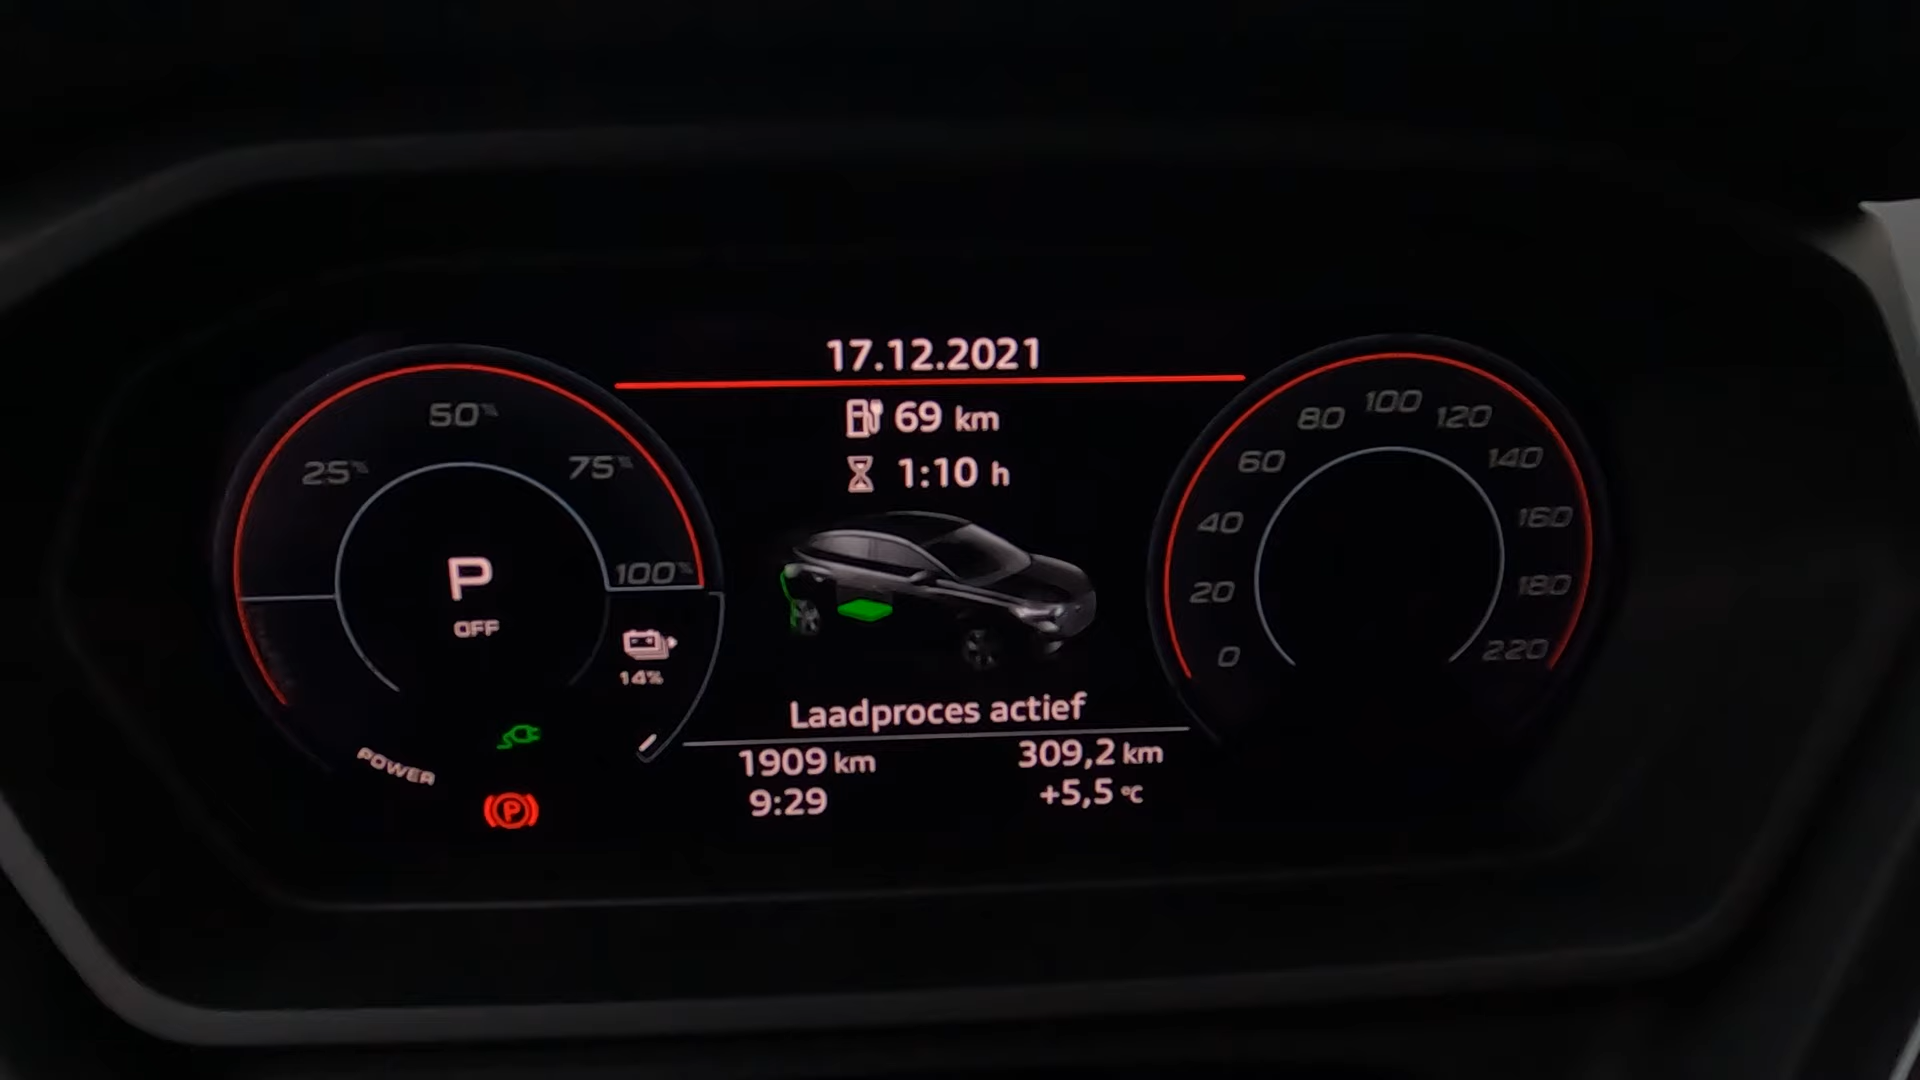 17.12.2021
69 km
1:10 h
25%
50%
75%
100%
P
OFF
14%
POWER
P
0
20
40
60
80
100
120
140
160
180
220
Laadproces actief
1909 km
309,2 km
9:29
+5,5 °C